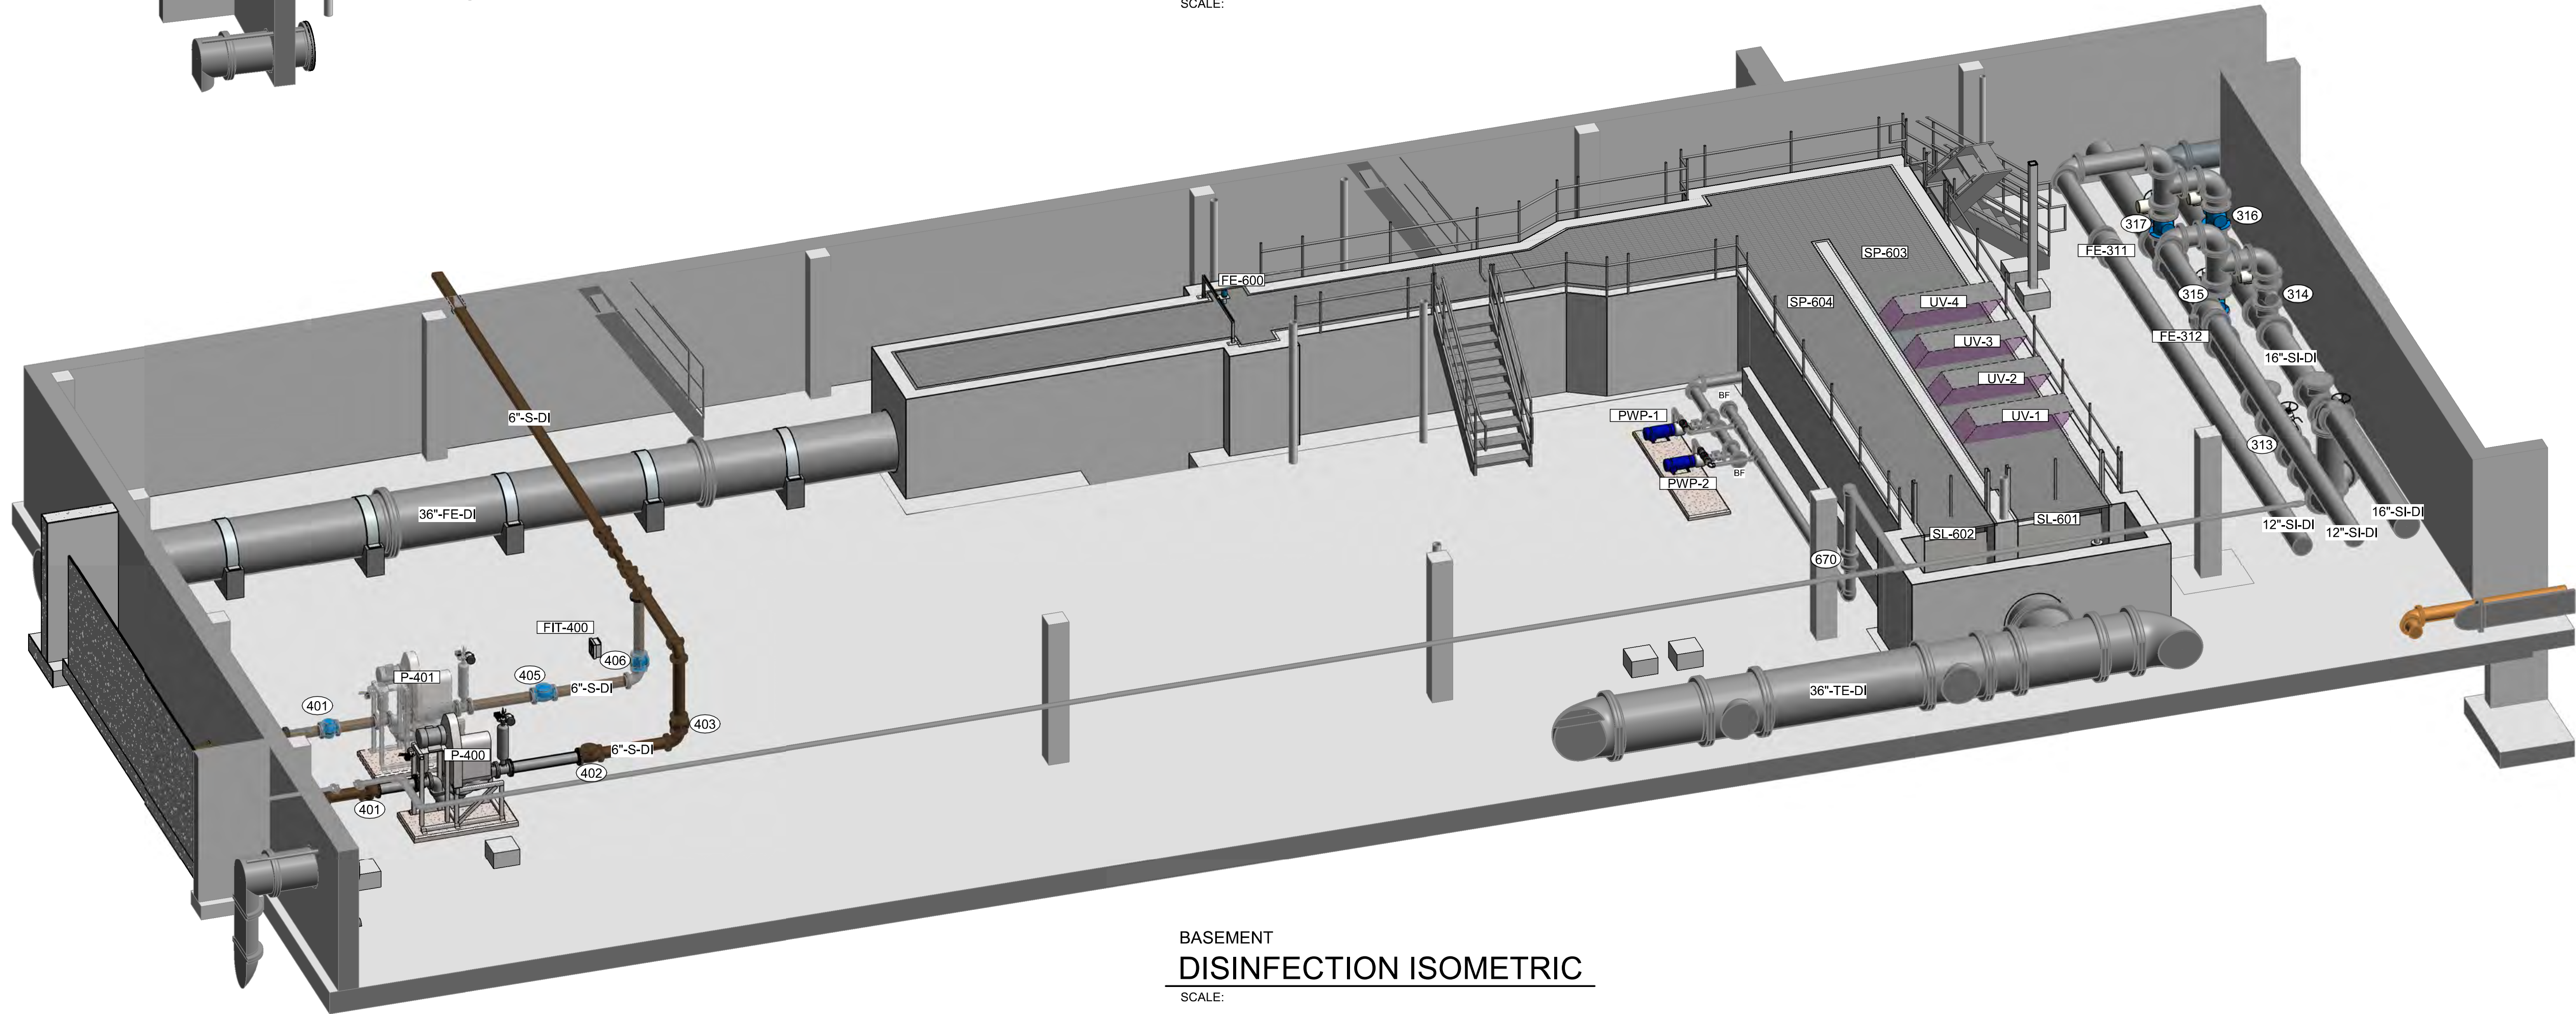 SCALE:
317
316
FE-311
SP-603
FE-600
315
314
UV-4
SP-604
FE-312
UV-3
16"-SI-DI
UV-2
BF
PWP-1
UV-1
6"-S-DI
313
BF
PWP-2
36"-FE-DI
16"-SI-DI
SL-601
12"-SI-DI
SL-602
12"-SI-DI
670
FIT-400
406
P-401
405
6"-S-DI
36"-TE-DI
401
403
P-400
6"-S-DI
402
401
BASEMENT
DISINFECTION ISOMETRIC
SCALE: